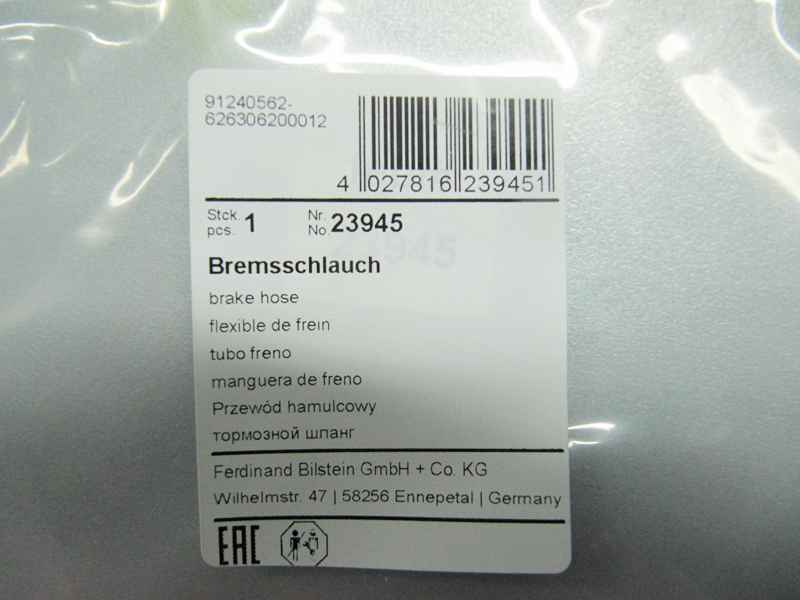 91240562-
626306200012
4 027816 239451
Stck. 1 Nr. 23945
pcs. No.
Bremsschlauch
brake hose
flexible de frein
tubo freno
manguera de freno
Przewód hamulcowy
тормозной шланг
Ferdinand Bilstein GmbH + Co. KG
Wilhelmstr. 47 | 58256 Ennepetal | Germany
EAC